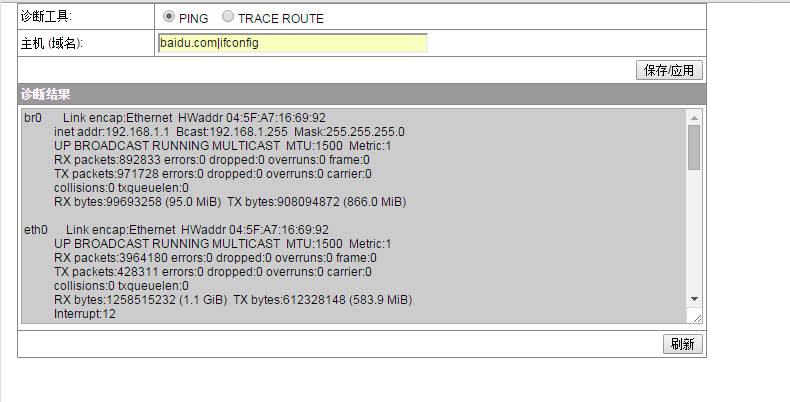 诊断工具: PING TRACE ROUTE
主机 (域名): baidu.com|ifconfig
保存/应用
诊断结果
br0 Link encap:Ethernet HWaddr 04:5F:A7:16:69:92
inet addr:192.168.1.1 Bcast:192.168.1.255 Mask:255.255.255.0
UP BROADCAST RUNNING MULTICAST MTU:1500 Metric:1
RX packets:892833 errors:0 dropped:0 overruns:0 frame:0
TX packets:971728 errors:0 dropped:0 overruns:0 carrier:0
collisions:0 txqueuelen:0
RX bytes:99693258 (95.0 MiB) TX bytes:908094872 (866.0 MiB)
eth0 Link encap:Ethernet HWaddr 04:5F:A7:16:69:92
UP BROADCAST RUNNING MULTICAST MTU:1500 Metric:1
RX packets:3964180 errors:0 dropped:0 overruns:0 frame:0
TX packets:428311 errors:0 dropped:0 overruns:0 carrier:0
collisions:0 txqueuelen:0
RX bytes:1258515232 (1.1 GiB) TX bytes:612328148 (583.9 MiB)
Interrupt:12
刷新